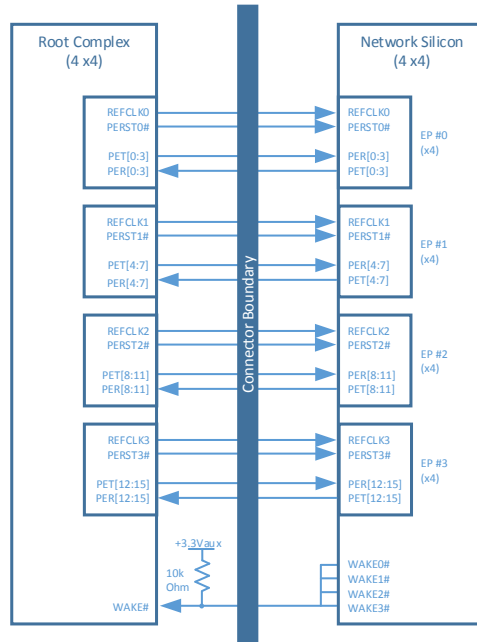 Root Complex
(4 x4)
REFCLK0
PERST0#
PET[0:3]
PER[0:3]
REFCLK1
PERST1#
PET[4:7]
PER[4:7]
REFCLK2
PERST2#
PET[8:11]
PER[8:11]
REFCLK3
PERST3#
PET[12:15]
PER[12:15]
+3.3Vaux
10k
Ohm
WAKE#
Connector Boundary
Network Silicon
(4 x4)
REFCLK0
PERST0#
PER[0:3]
PET[0:3]
EP #0
(x4)
REFCLK1
PERST1#
PER[4:7]
PET[4:7]
EP #1
(x4)
REFCLK2
PERST2#
PER[8:11]
PET[8:11]
EP #2
(x4)
REFCLK3
PERST3#
PER[12:15]
PET[12:15]
EP #3
(x4)
WAKE0#
WAKE1#
WAKE2#
WAKE3#